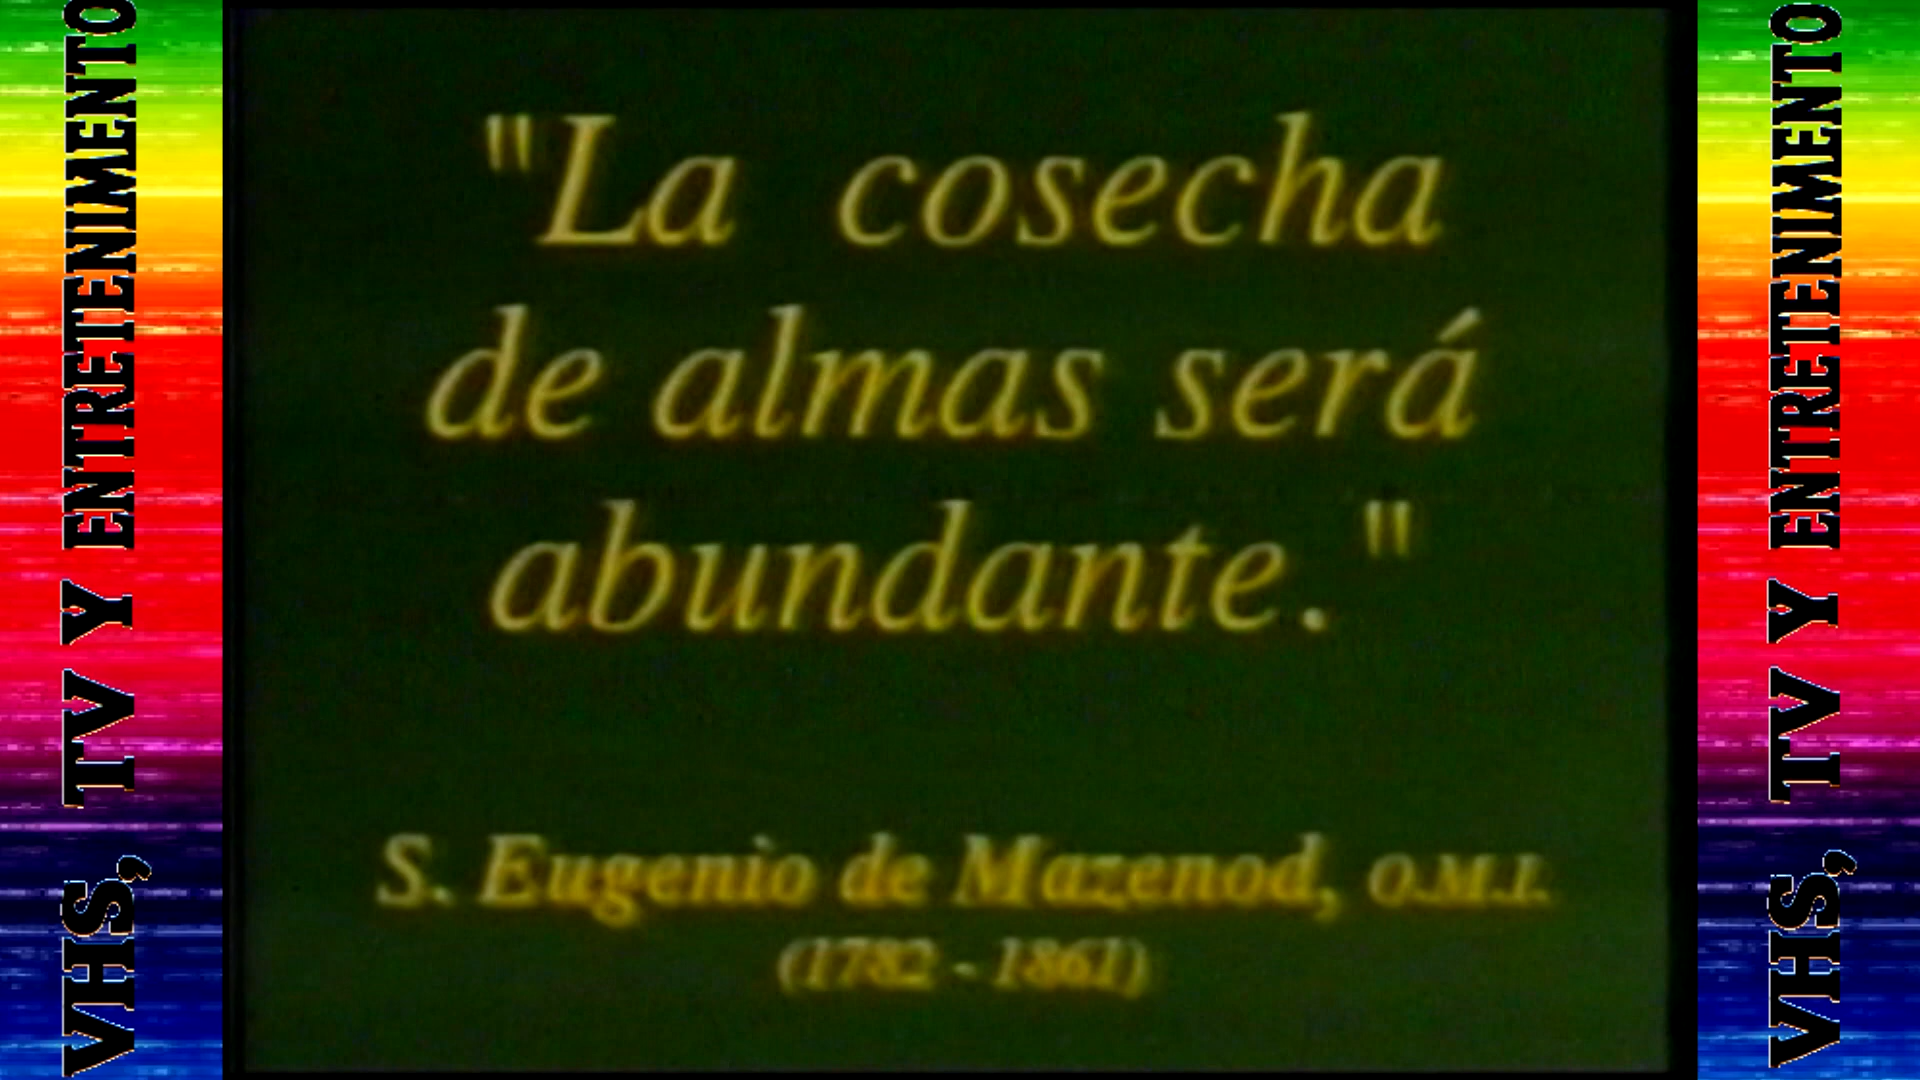 "La cosecha
de almas será
abundante."
S. Eugenio de Mazenod, O.M.I.
(1782 - 1861)
VHS, TV Y ENTRETENIMENTO
VHS, TV Y ENTRETENIMENTO